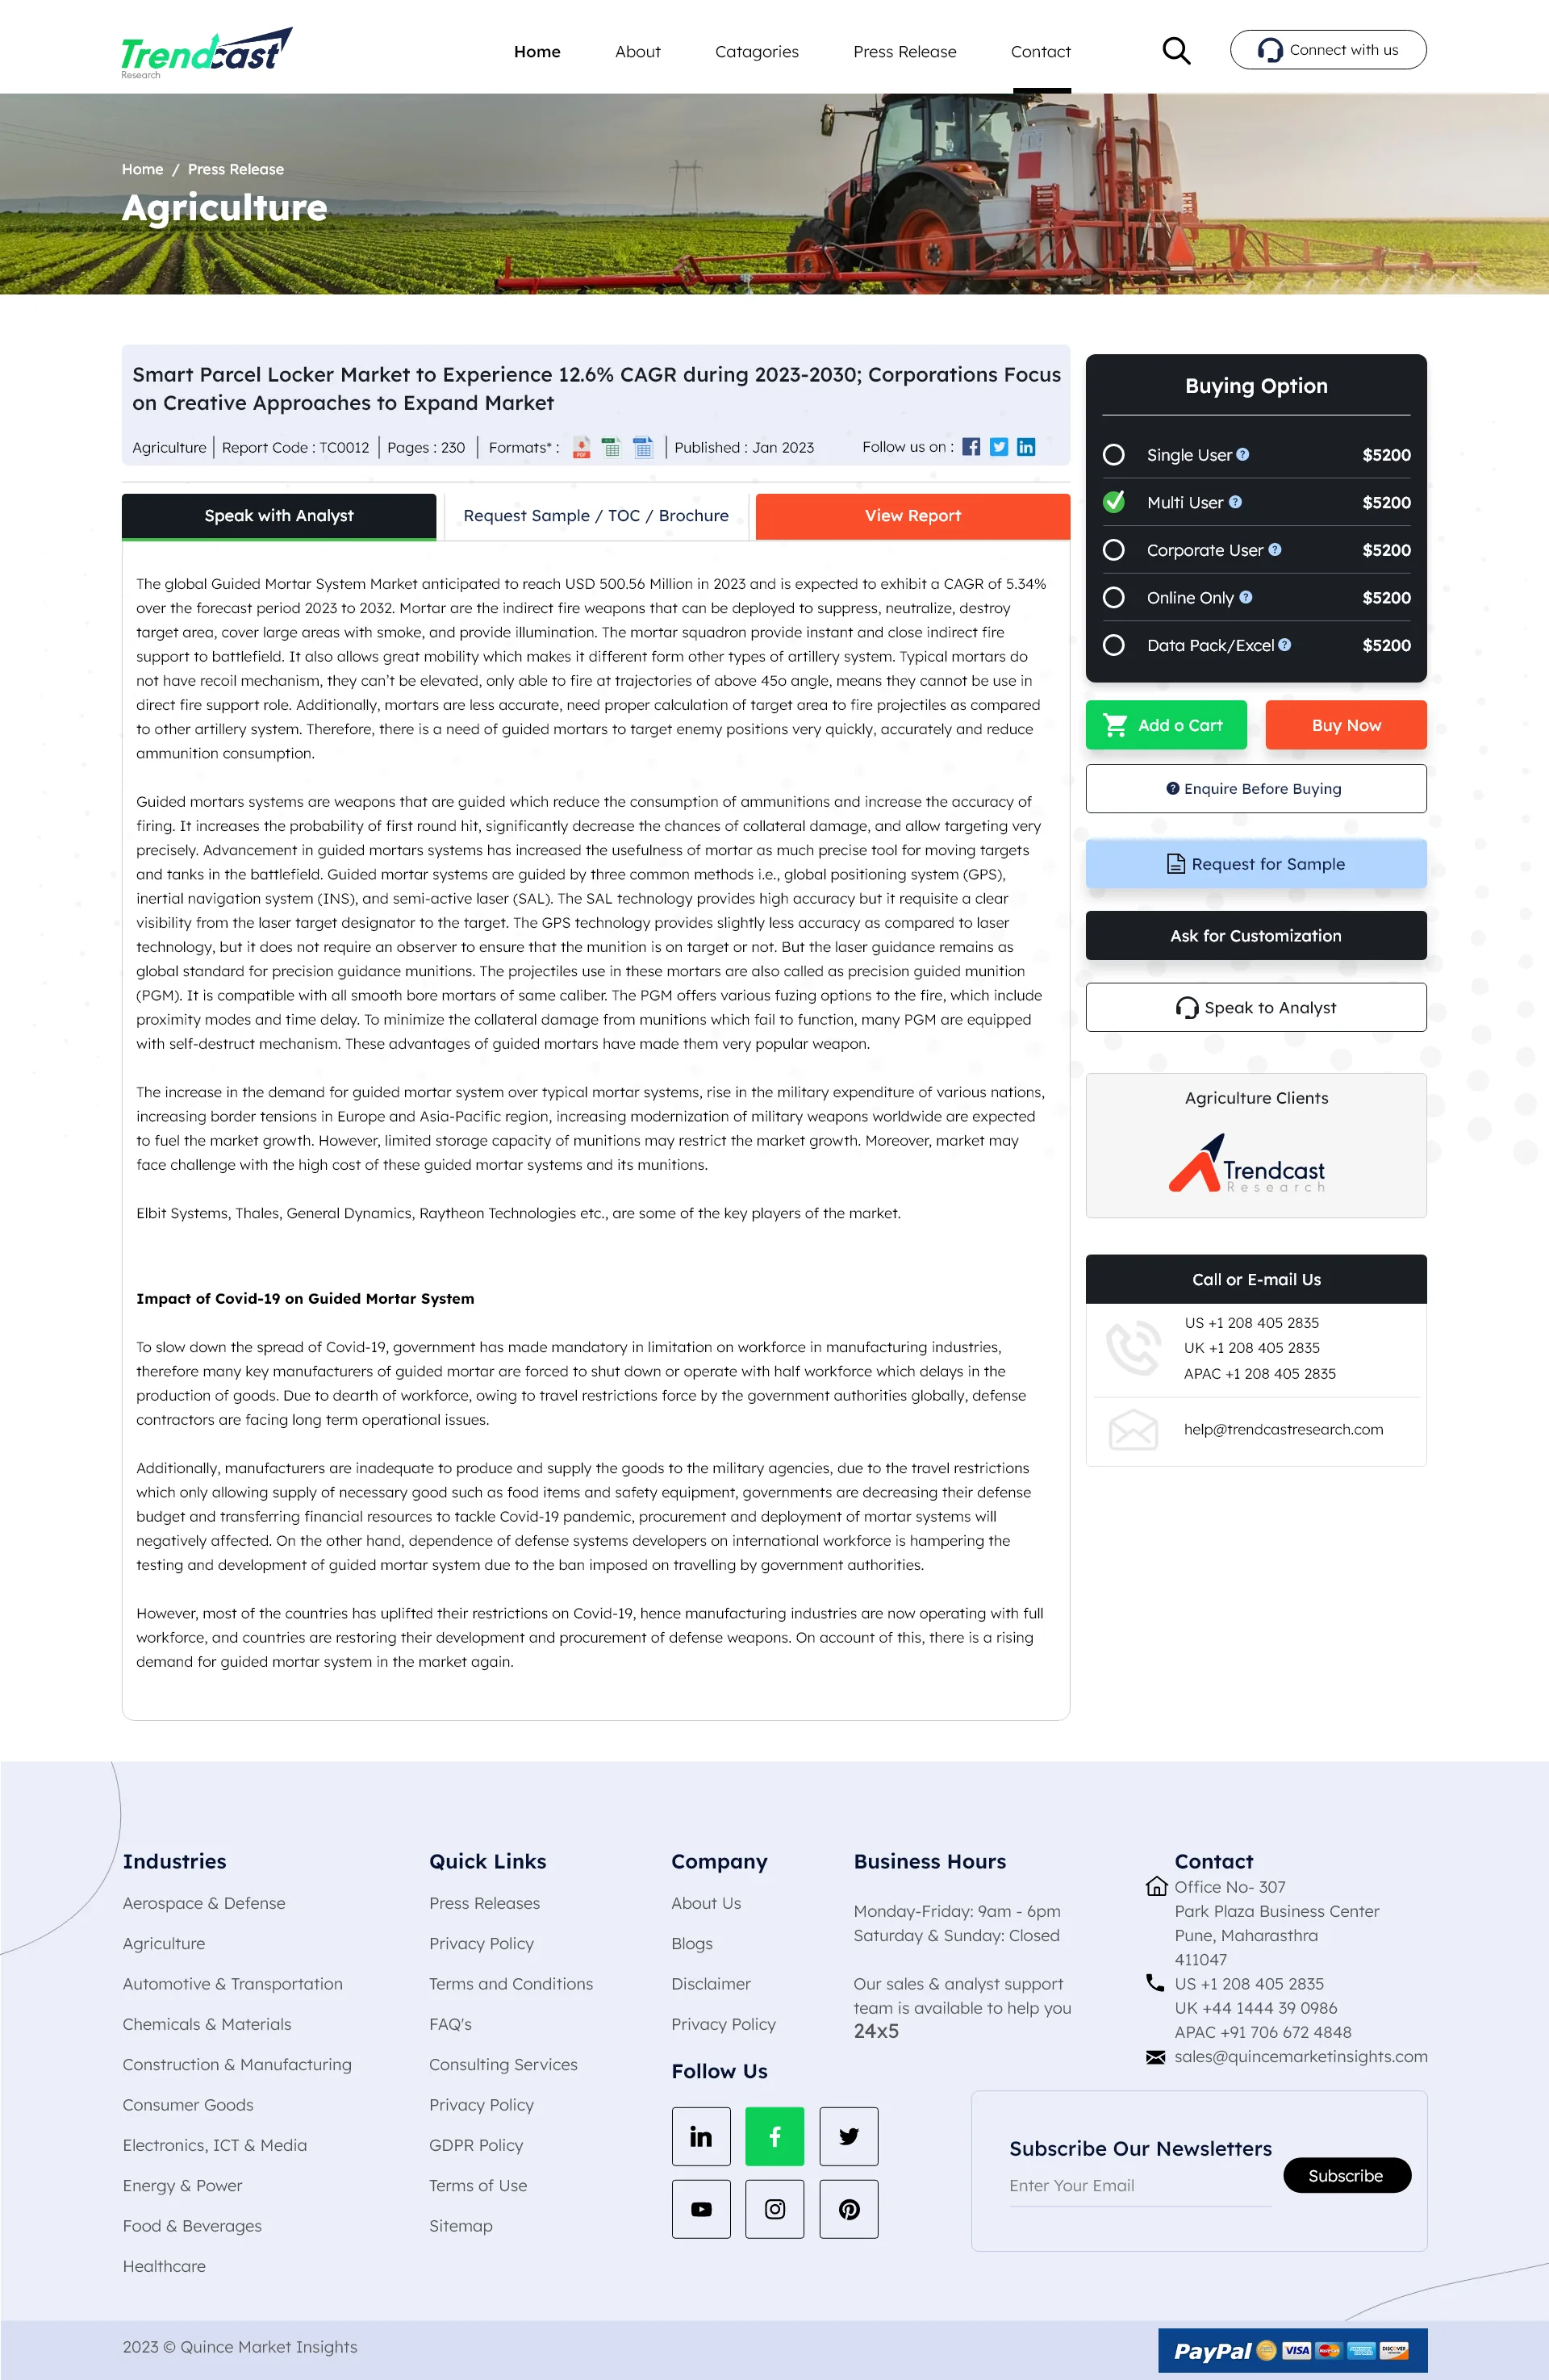 Trendcast
Research
Home
About
Catagories
Press Release
Contact
Connect with us
Home / Press Release
Agriculture
Smart Parcel Locker Market to Experience 12.6% CAGR during 2023-2030; Corporations Focus
on Creative Approaches to Expand Market
Agriculture | Report Code : TC0012 | Pages : 230 | Formats* : | Published : Jan 2023 Follow us on :
Speak with Analyst
Request Sample / TOC / Brochure
View Report
The global Guided Mortar System Market anticipated to reach USD 500.56 Million in 2023 and is expected to exhibit a CAGR of 5.34%
over the forecast period 2023 to 2032. Mortar are the indirect fire weapons that can be deployed to suppress, neutralize, destroy
target area, cover large areas with smoke, and provide illumination. The mortar squadron provide instant and close indirect fire
support to battlefield. It also allows great mobility which makes it different form other types of artillery system. Typical mortars do
not have recoil mechanism, they can't be elevated, only able to fire at trajectories of above 45o angle, means they cannot be use in
direct fire support role. Additionally, mortars are less accurate, need proper calculation of target area to fire projectiles as compared
to other artillery system. Therefore, there is a need of guided mortars to target enemy positions very quickly, accurately and reduce
ammunition consumption.
Guided mortars systems are weapons that are guided which reduce the consumption of ammunitions and increase the accuracy of
firing. It increases the probability of first round hit, significantly decrease the chances of collateral damage, and allow targeting very
precisely. Advancement in guided mortars systems has increased the usefulness of mortar as much precise tool for moving targets
and tanks in the battlefield. Guided mortar systems are guided by three common methods i.e., global positioning system (GPS),
inertial navigation system (INS), and semi-active laser (SAL). The SAL technology provides high accuracy but it requisite a clear
visibility from the laser target designator to the target. The GPS technology provides slightly less accuracy as compared to laser
technology, but it does not require an observer to ensure that the munition is on target or not. But the laser guidance remains as
global standard for precision guidance munitions. The projectiles use in these mortars are also called as precision guided munition
(PGM). It is compatible with all smooth bore mortars of same caliber. The PGM offers various fuzing options to the fire, which include
proximity modes and time delay. To minimize the collateral damage from munitions which fail to function, many PGM are equipped
with self-destruct mechanism. These advantages of guided mortars have made them very popular weapon.
The increase in the demand for guided mortar system over typical mortar systems, rise in the military expenditure of various nations,
increasing border tensions in Europe and Asia-Pacific region, increasing modernization of military weapons worldwide are expected
to fuel the market growth. However, limited storage capacity of munitions may restrict the market growth. Moreover, market may
face challenge with the high cost of these guided mortar systems and its munitions.
Elbit Systems, Thales, General Dynamics, Raytheon Technologies etc., are some of the key players of the market.
Impact of Covid-19 on Guided Mortar System
To slow down the spread of Covid-19, government has made mandatory in limitation on workforce in manufacturing industries,
therefore many key manufacturers of guided mortar are forced to shut down or operate with half workforce which delays in the
production of goods. Due to dearth of workforce, owing to travel restrictions force by the government authorities globally, defense
contractors are facing long term operational issues.
Additionally, manufacturers are inadequate to produce and supply the goods to the military agencies, due to the travel restrictions
which only allowing supply of necessary good such as food items and safety equipment, governments are decreasing their defense
budget and transferring financial resources to tackle Covid-19 pandemic, procurement and deployment of mortar systems will
negatively affected. On the other hand, dependence of defense systems developers on international workforce is hampering the
testing and development of guided mortar system due to the ban imposed on travelling by government authorities.
However, most of the countries has uplifted their restrictions on Covid-19, hence manufacturing industries are now operating with full
workforce, and countries are restoring their development and procurement of defense weapons. On account of this, there is a rising
demand for guided mortar system in the market again.
Buying Option
Single User $5200
Multi User $5200
Corporate User $5200
Online Only $5200
Data Pack/Excel $5200
Add o Cart
Buy Now
Enquire Before Buying
Request for Sample
Ask for Customization
Speak to Analyst
Agriculture Clients
Trendcast
Research
Call or E-mail Us
US +1 208 405 2835
UK +1 208 405 2835
APAC +1 208 405 2835
help@trendcastresearch.com
Industries
Aerospace & Defense
Agriculture
Automotive & Transportation
Chemicals & Materials
Construction & Manufacturing
Consumer Goods
Electronics, ICT & Media
Energy & Power
Food & Beverages
Healthcare
Quick Links
Press Releases
Privacy Policy
Terms and Conditions
FAQ's
Consulting Services
Privacy Policy
GDPR Policy
Terms of Use
Sitemap
Company
About Us
Blogs
Disclaimer
Privacy Policy
Follow Us
Business Hours
Monday-Friday: 9am - 6pm
Saturday & Sunday: Closed
Our sales & analyst support
team is available to help you
24x5
Contact
Office No- 307
Park Plaza Business Center
Pune, Maharasthra
411047
US +1 208 405 2835
UK +44 1444 39 0986
APAC +91 706 672 4848
sales@quincemarketinsights.com
Subscribe Our Newsletters
Enter Your Email
Subscribe
2023 © Quince Market Insights
PayPal
VISA